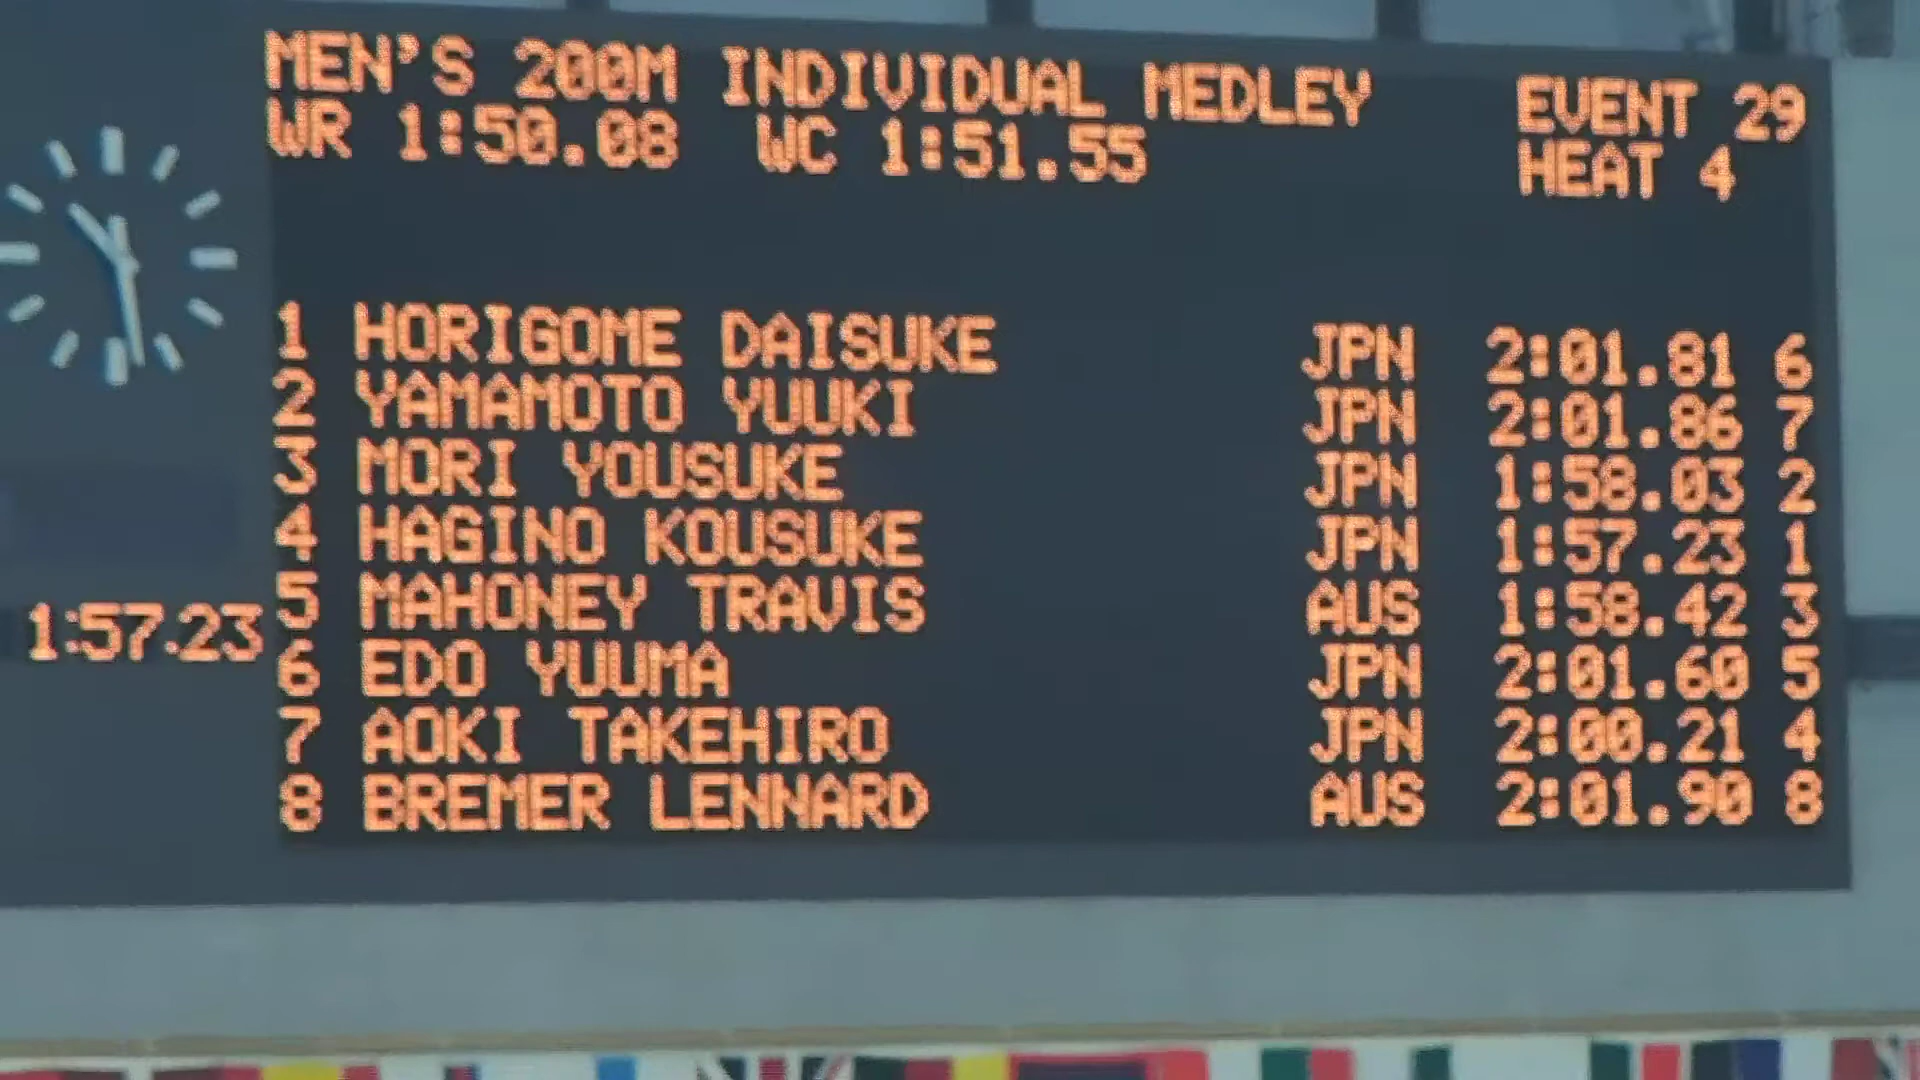 MEN'S 200M INDIVIDUAL MEDLEY EVENT 29
WR 1:50.08 WC 1:51.55 HEAT 4
1 HORIGOME DAISUKE JPN 2:01.81 6
2 YAMAMOTO YUUKI JPN 2:01.86 7
3 MORI YOUSUKE JPN 1:58.03 2
4 HAGINO KOUSUKE JPN 1:57.23 1
1:57.23
5 MAHONEY TRAVIS AUS 1:58.42 3
6 EDO YUUMA JPN 2:01.60 5
7 AOKI TAKEHIRO JPN 2:00.21 4
8 BREMER LENNARD AUS 2:01.90 8